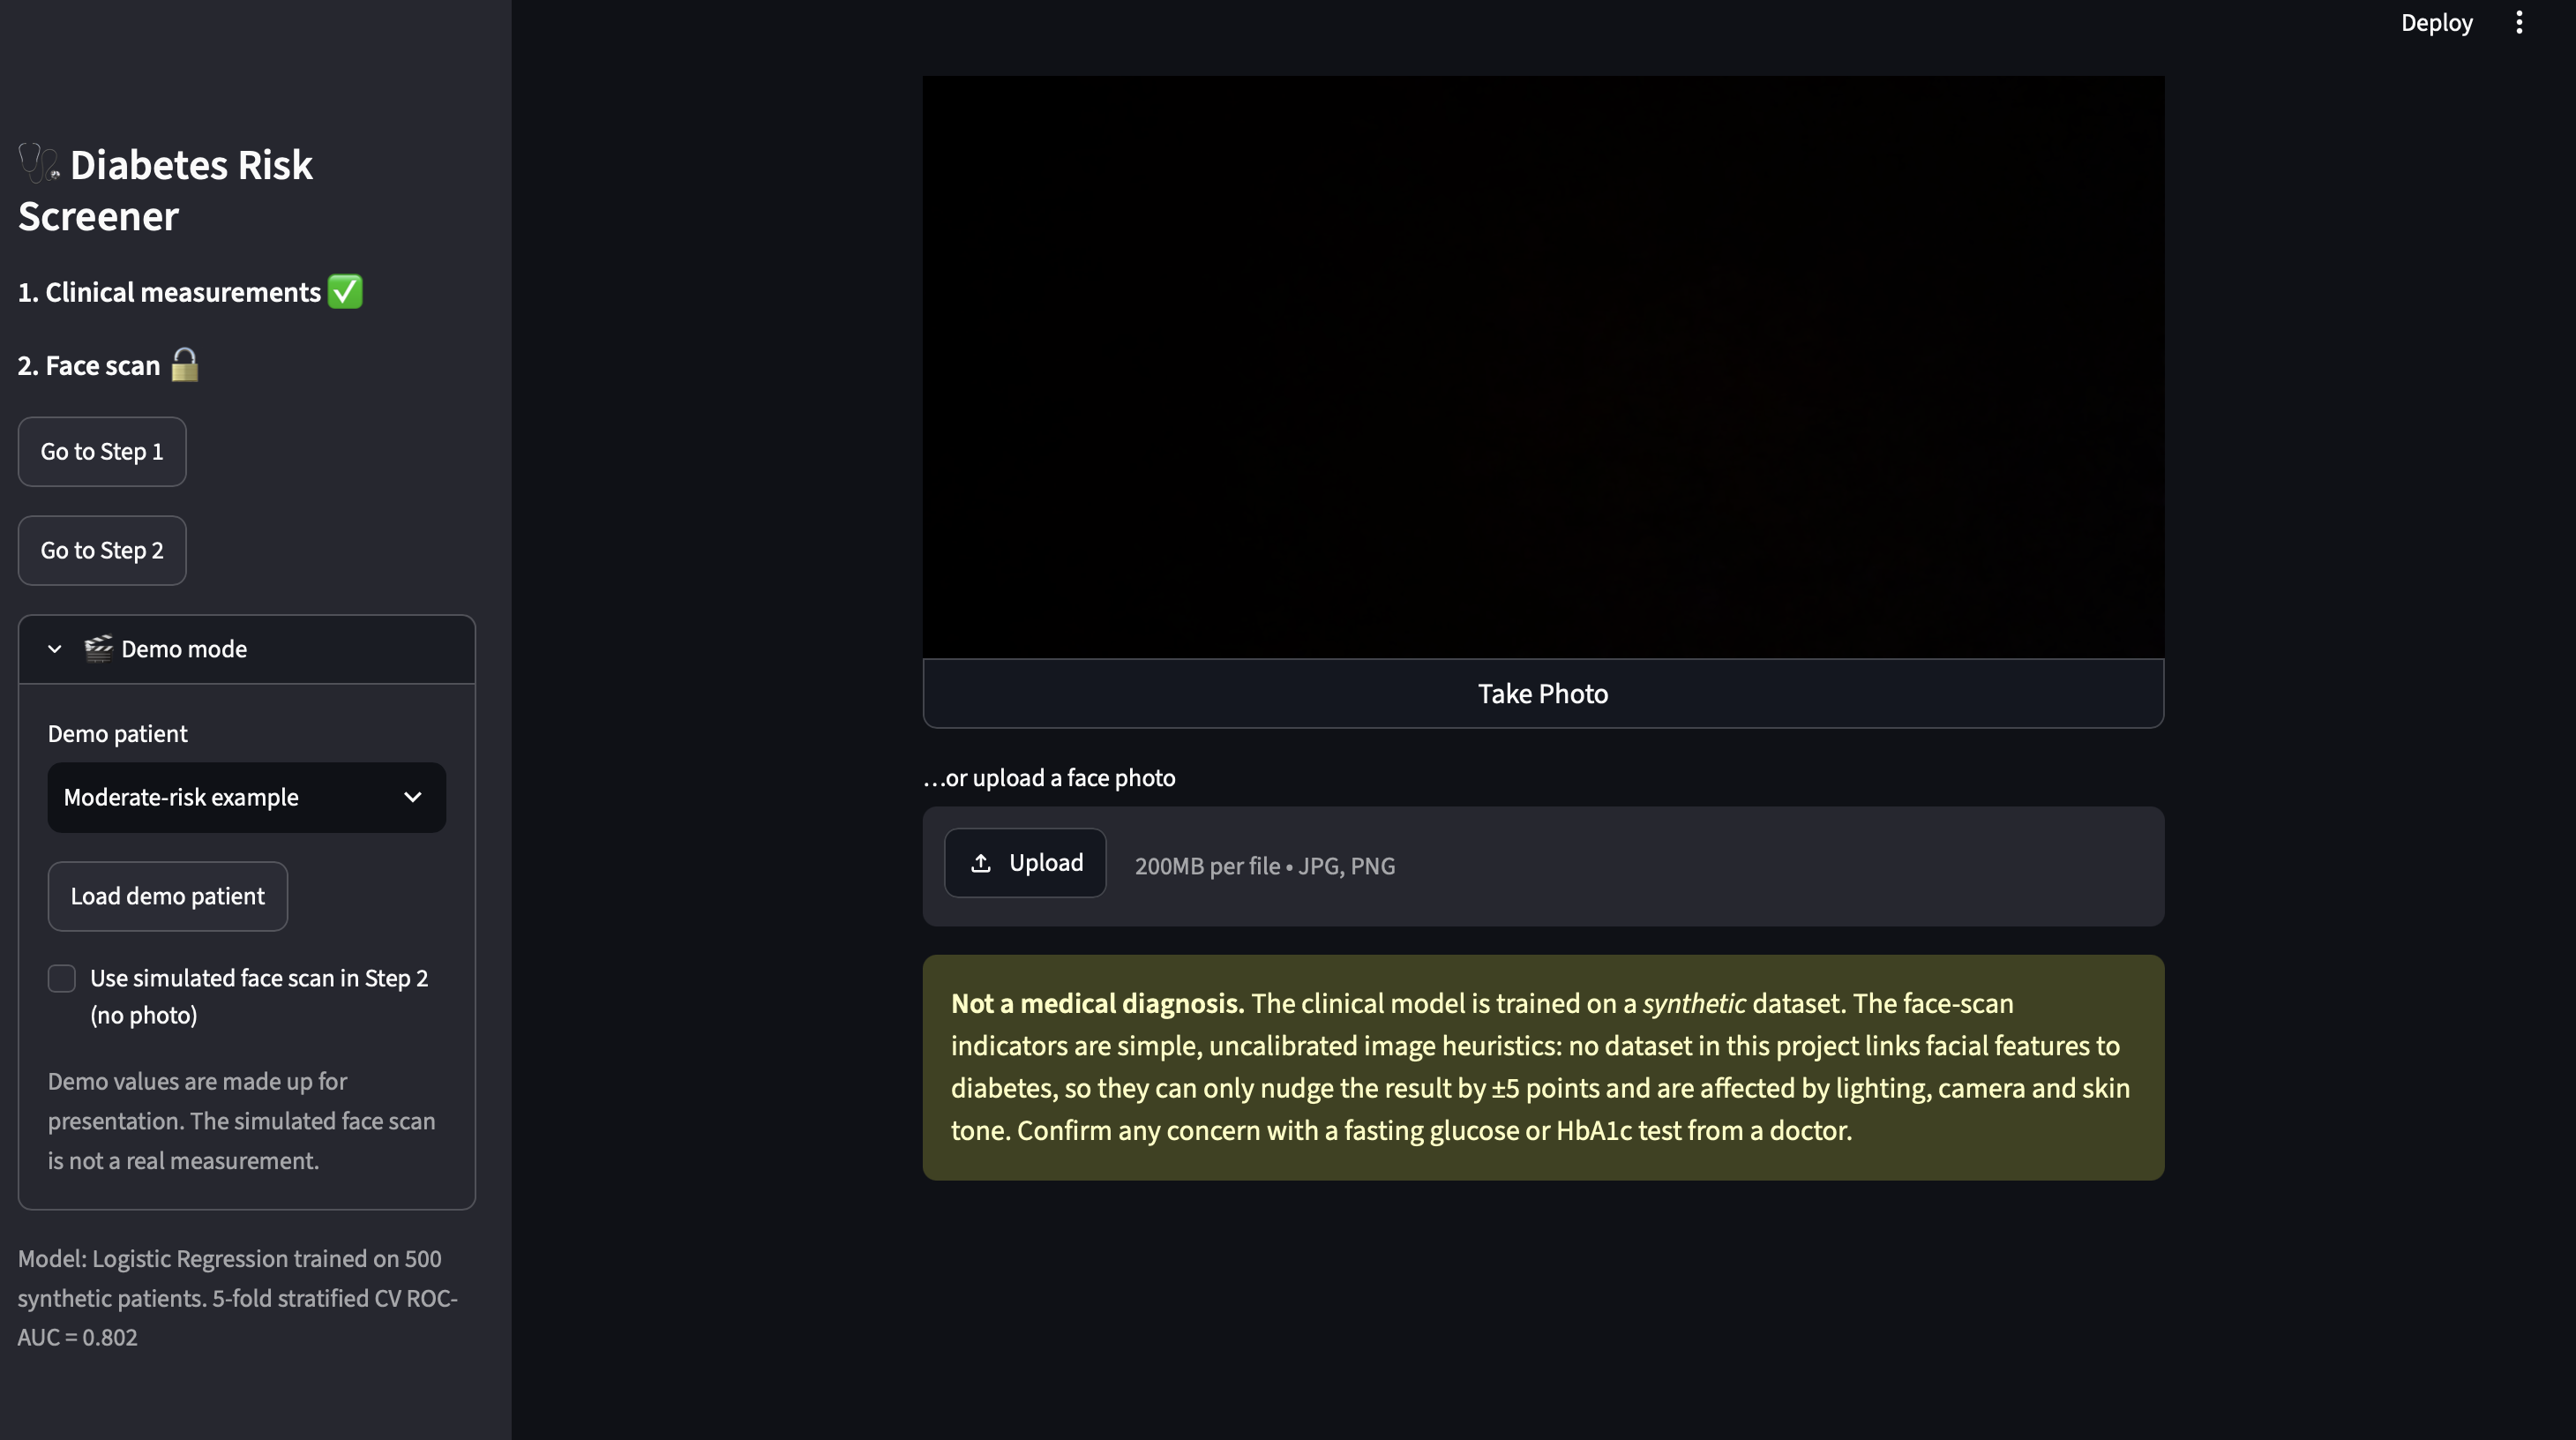 Deploy
Diabetes Risk
Screener
1. Clinical measurements
2. Face scan
Go to Step 1
Go to Step 2
Demo mode
Demo patient
Moderate-risk example
Load demo patient
Use simulated face scan in Step 2
(no photo)
Demo values are made up for
presentation. The simulated face scan
is not a real measurement.
Model: Logistic Regression trained on 500
synthetic patients. 5-fold stratified CV ROC-
AUC = 0.802
Take Photo
…or upload a face photo
Upload
200MB per file • JPG, PNG
Not a medical diagnosis. The clinical model is trained on a synthetic dataset. The face-scan
indicators are simple, uncalibrated image heuristics: no dataset in this project links facial features to
diabetes, so they can only nudge the result by ±5 points and are affected by lighting, camera and skin
tone. Confirm any concern with a fasting glucose or HbA1c test from a doctor.